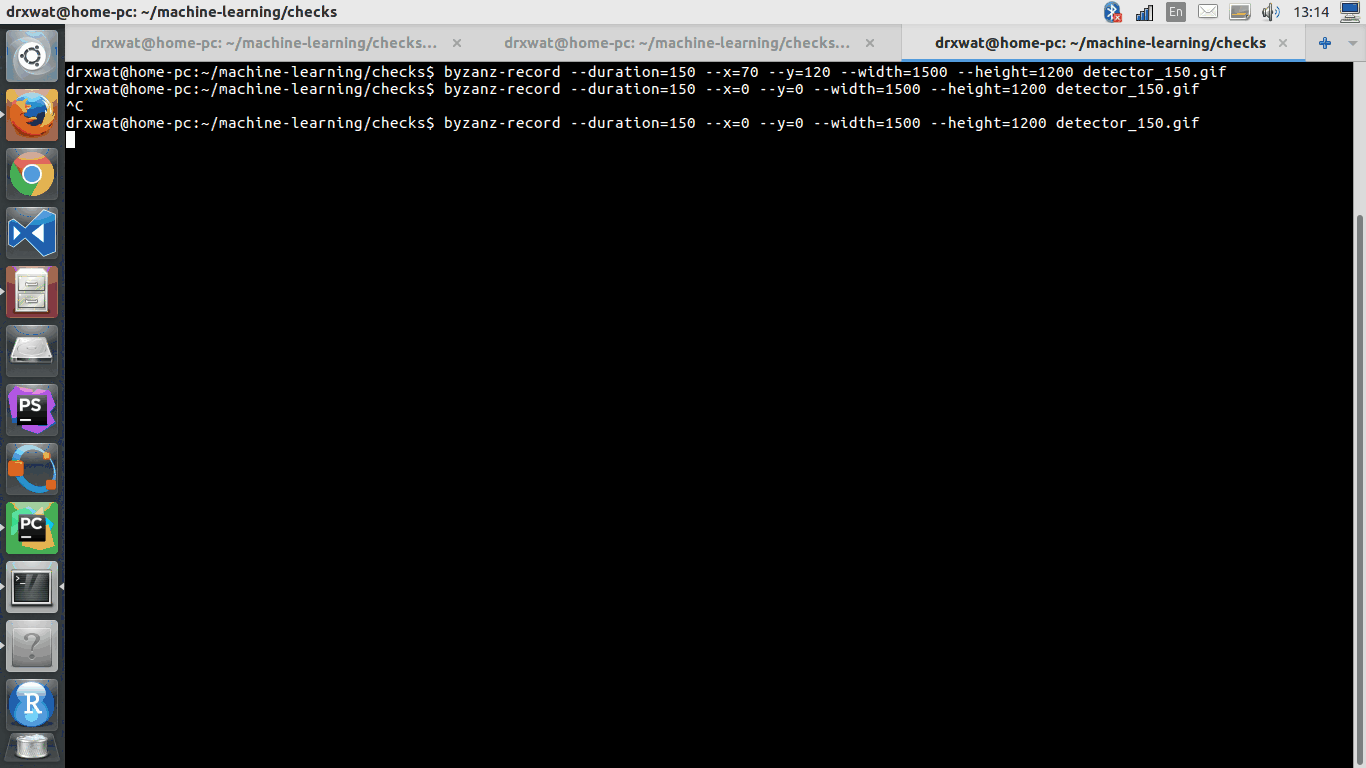 drxwat@home-pc: ~/machine-learning/checks
En
13:14
drxwat@home-pc: ~/machine-learning/checks... × drxwat@home-pc: ~/machine-learning/checks... × drxwat@home-pc: ~/machine-learning/checks ×
drxwat@home-pc:~/machine-learning/checks$ byzanz-record --duration=150 --x=70 --y=120 --width=1500 --height=1200 detector_150.gif
drxwat@home-pc:~/machine-learning/checks$ byzanz-record --duration=150 --x=0 --y=0 --width=1500 --height=1200 detector_150.gif
^C
drxwat@home-pc:~/machine-learning/checks$ byzanz-record --duration=150 --x=0 --y=0 --width=1500 --height=1200 detector_150.gif
PS
PC
>_
?
R